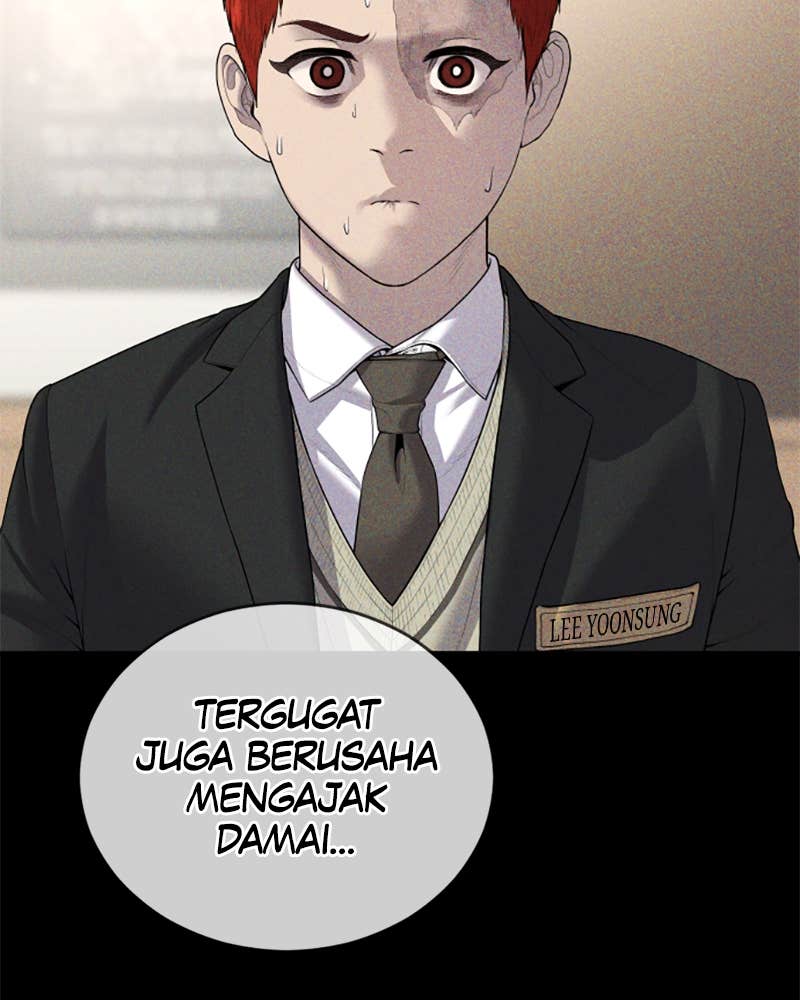 LEE YOONSUNG
TERGUGAT
JUGA BERUSAHA
MENGAJAK
DAMAI...